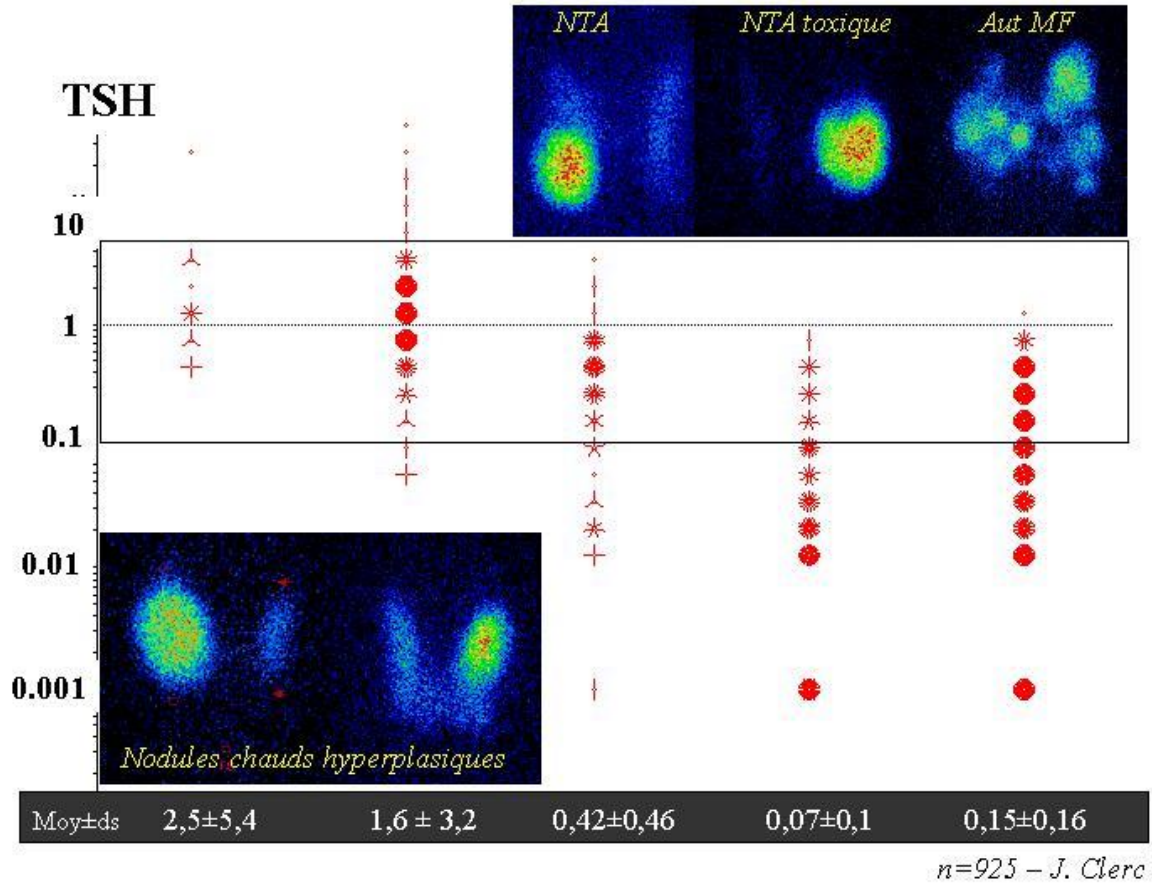 NTA NTA toxique Aut MF
TSH
10
1
0.1
0.01
0.001
Nodules chauds hyperplasiques
Moy±ds 2,5±5,4 1,6 ± 3,2 0,42±0,46 0,07±0,1 0,15±0,16
n=925 – J. Clerc